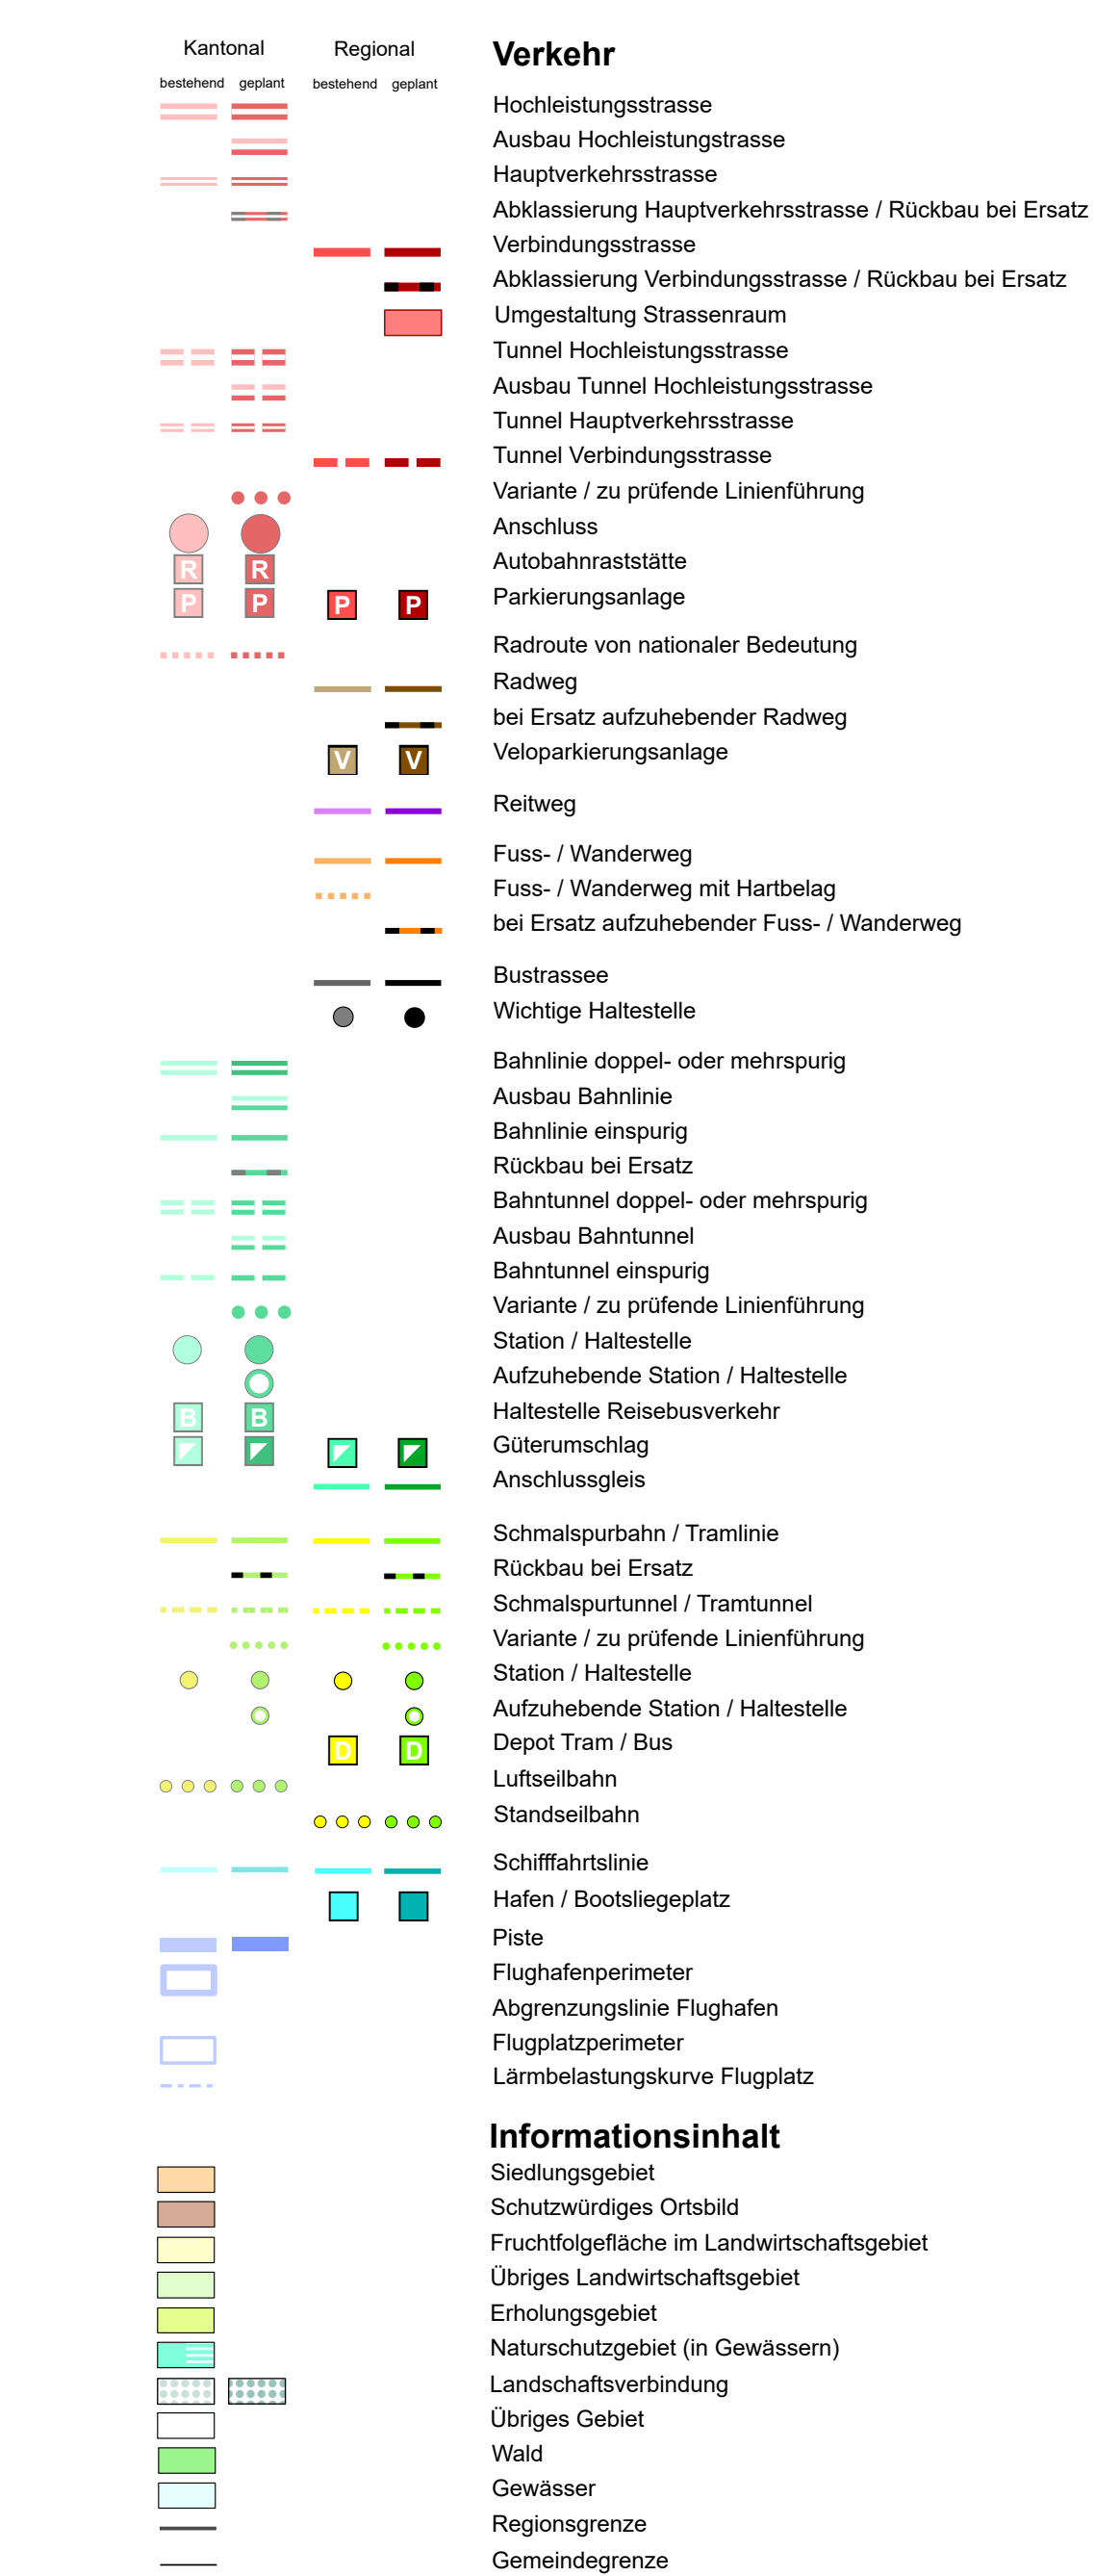 Kantonal Regional Verkehr
bestehend geplant bestehend geplant
Hochleistungsstrasse
Ausbau Hochleistungstrasse
Hauptverkehrsstrasse
Abklassierung Hauptverkehrsstrasse / Rückbau bei Ersatz
Verbindungsstrasse
Abklassierung Verbindungsstrasse / Rückbau bei Ersatz
Umgestaltung Strassenraum
Tunnel Hochleistungsstrasse
Ausbau Tunnel Hochleistungsstrasse
Tunnel Hauptverkehrsstrasse
Tunnel Verbindungsstrasse
Variante / zu prüfende Linienführung
Anschluss
R R Autobahnraststätte
P P P P Parkierungsanlage
Radroute von nationaler Bedeutung
Radweg
bei Ersatz aufzuhebender Radweg
V V Veloparkierungsanlage
Reitweg
Fuss- / Wanderweg
Fuss- / Wanderweg mit Hartbelag
bei Ersatz aufzuhebender Fuss- / Wanderweg
Bustrassee
Wichtige Haltestelle
Bahnlinie doppel- oder mehrspurig
Ausbau Bahnlinie
Bahnlinie einspurig
Rückbau bei Ersatz
Bahntunnel doppel- oder mehrspurig
Ausbau Bahntunnel
Bahntunnel einspurig
Variante / zu prüfende Linienführung
Station / Haltestelle
Aufzuhebende Station / Haltestelle
B B Haltestelle Reisebusverkehr
Güterumschlag
Anschlussgleis
Schmalspurbahn / Tramlinie
Rückbau bei Ersatz
Schmalspurtunnel / Tramtunnel
Variante / zu prüfende Linienführung
Station / Haltestelle
Aufzuhebende Station / Haltestelle
D D Depot Tram / Bus
Luftseilbahn
Standseilbahn
Schifffahrtslinie
Hafen / Bootsliegeplatz
Piste
Flughafenperimeter
Abgrenzungslinie Flughafen
Flugplatzperimeter
Lärmbelastungskurve Flugplatz
Informationsinhalt
Siedlungsgebiet
Schutzwürdiges Ortsbild
Fruchtfolgefläche im Landwirtschaftsgebiet
Übriges Landwirtschaftsgebiet
Erholungsgebiet
Naturschutzgebiet (in Gewässern)
Landschaftsverbindung
Übriges Gebiet
Wald
Gewässer
Regionsgrenze
Gemeindegrenze